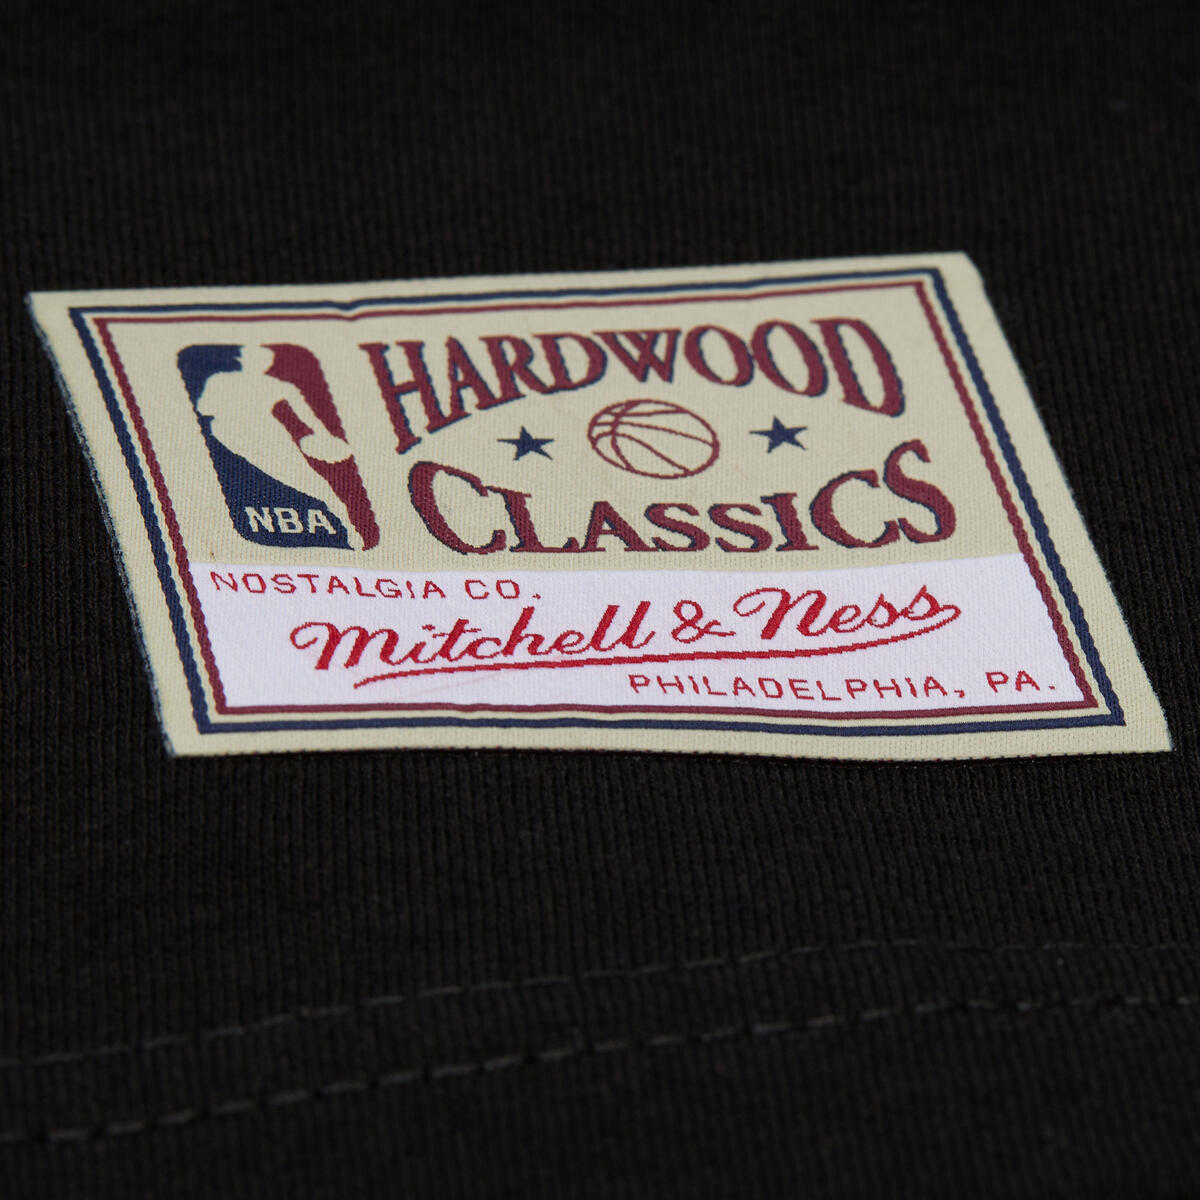 HARDWOOD
CLASSICS
NBA
NOSTALGIA CO.
Mitchell & Ness
PHILADELPHIA, PA.